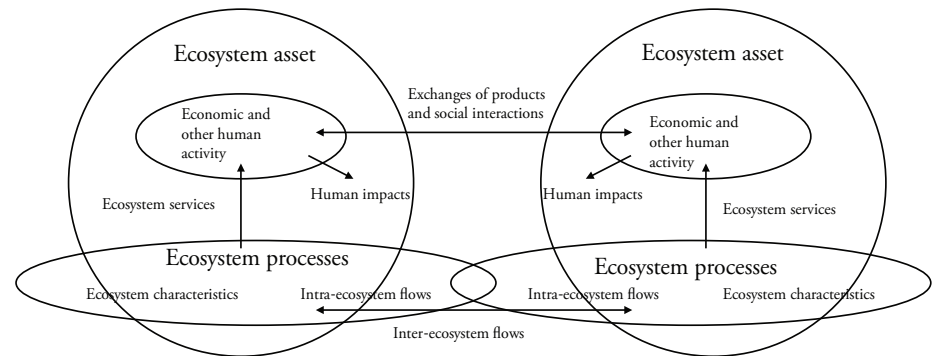 Ecosystem asset
Ecosystem asset
Exchanges of products
and social interactions
Economic and
other human
activity
Economic and
other human
activity
Human impacts
Human impacts
Ecosystem services
Ecosystem services
Ecosystem processes
Ecosystem processes
Ecosystem characteristics
Intra-ecosystem flows
Intra-ecosystem flows
Ecosystem characteristics
Inter-ecosystem flows